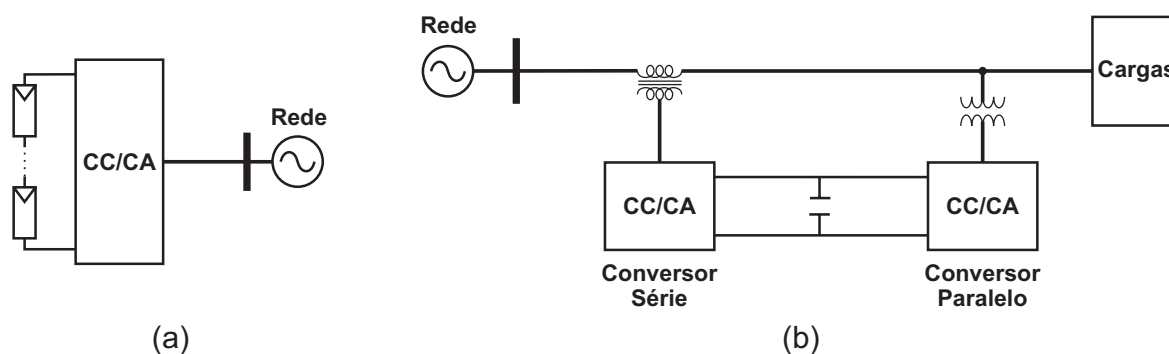 CC/CA
Rede
(a)
Rede
Cargas
CC/CA
CC/CA
Conversor
Série
Conversor
Paralelo
(b)